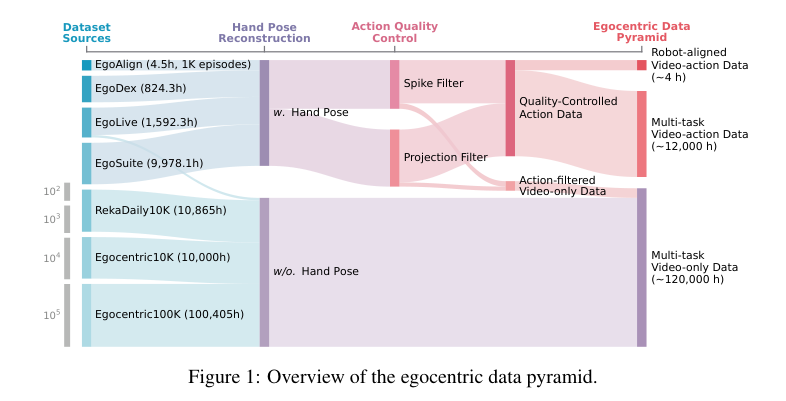 Dataset
Sources
Hand Pose
Reconstruction
Action Quality
Control
Egocentric Data
Pyramid
EgoAlign (4.5h, 1K episodes)
EgoDex (824.3h)
EgoLive (1,592.3h)
EgoSuite (9,978.1h)
RekaDaily10K (10,865h)
Egocentric10K (10,000h)
Egocentric100K (100,405h)
10²
10³
10⁴
10⁵
w. Hand Pose
w/o. Hand Pose
Spike Filter
Projection Filter
Quality-Controlled
Action Data
Action-filtered
Video-only Data
Robot-aligned
Video-action Data
(~4 h)
Multi-task
Video-action Data
(~12,000 h)
Multi-task
Video-only Data
(~120,000 h)
Figure 1: Overview of the egocentric data pyramid.